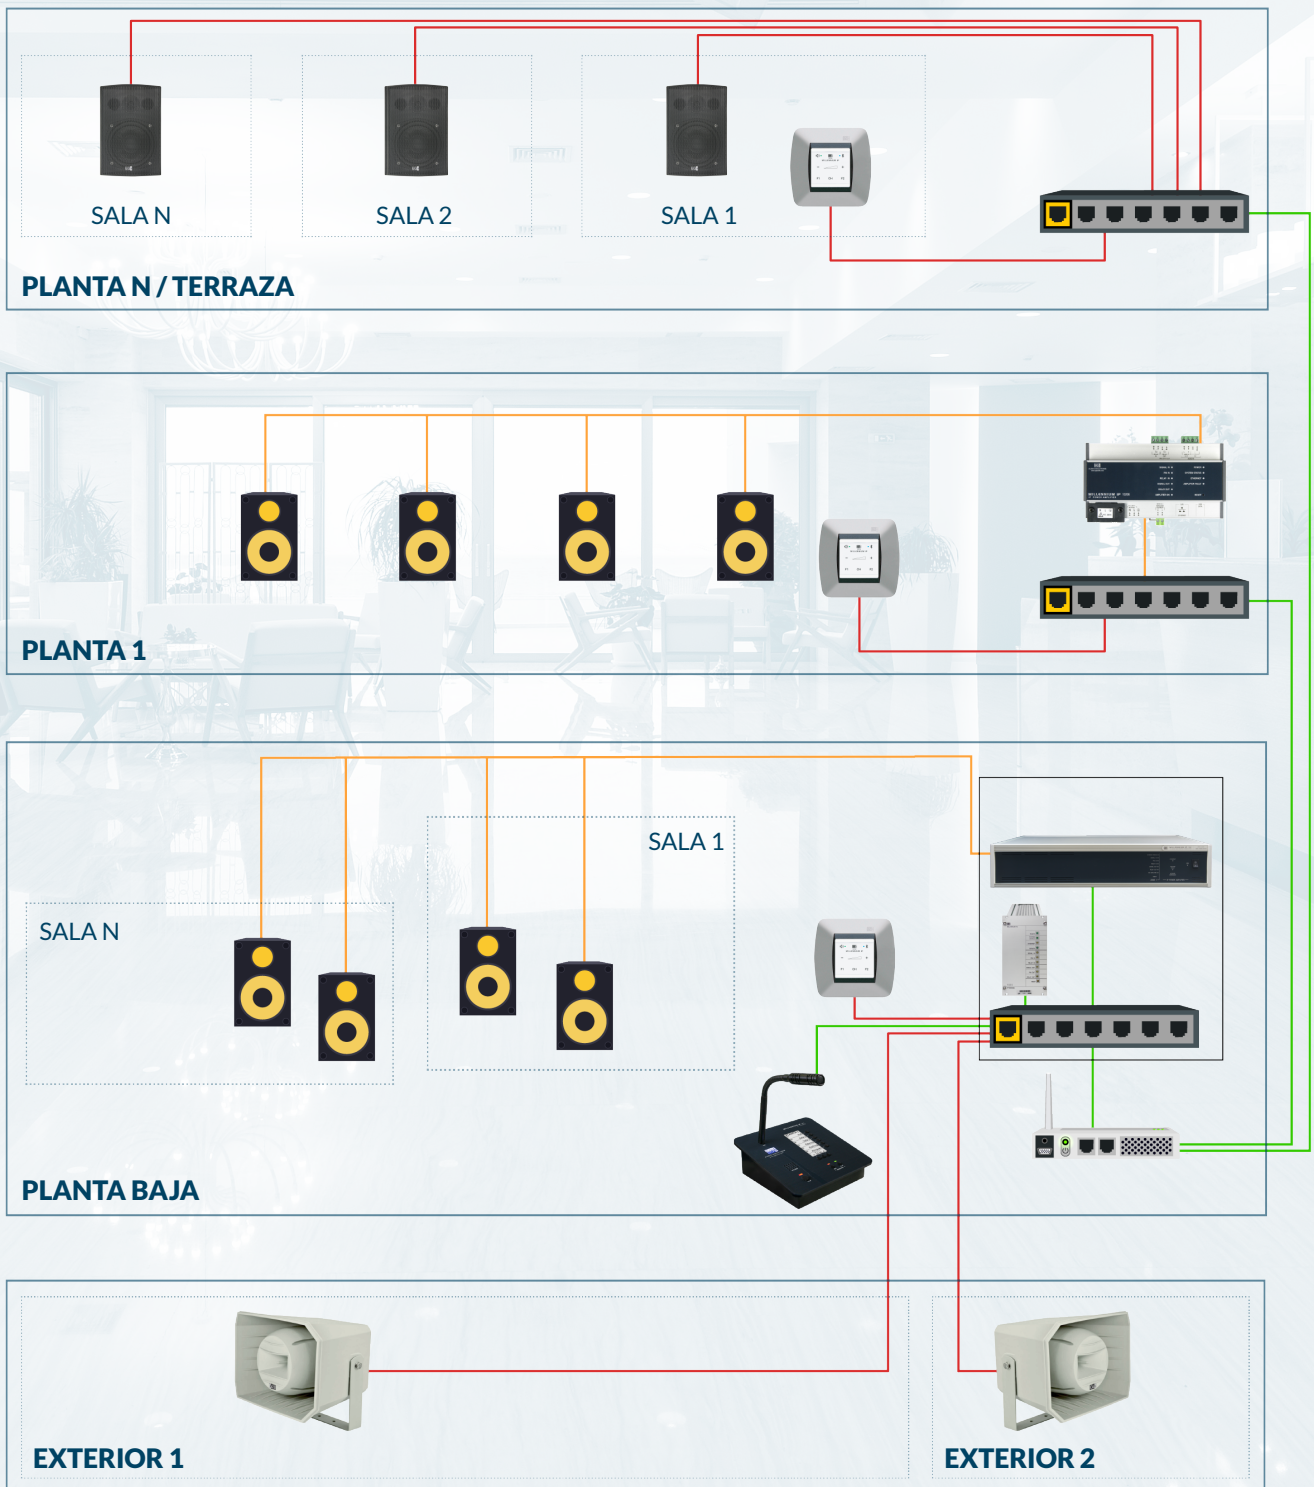 SALA N
SALA 2
SALA 1
PLANTA N / TERRAZA
PLANTA 1
SALA 1
SALA N
PLANTA BAJA
EXTERIOR 1
EXTERIOR 2